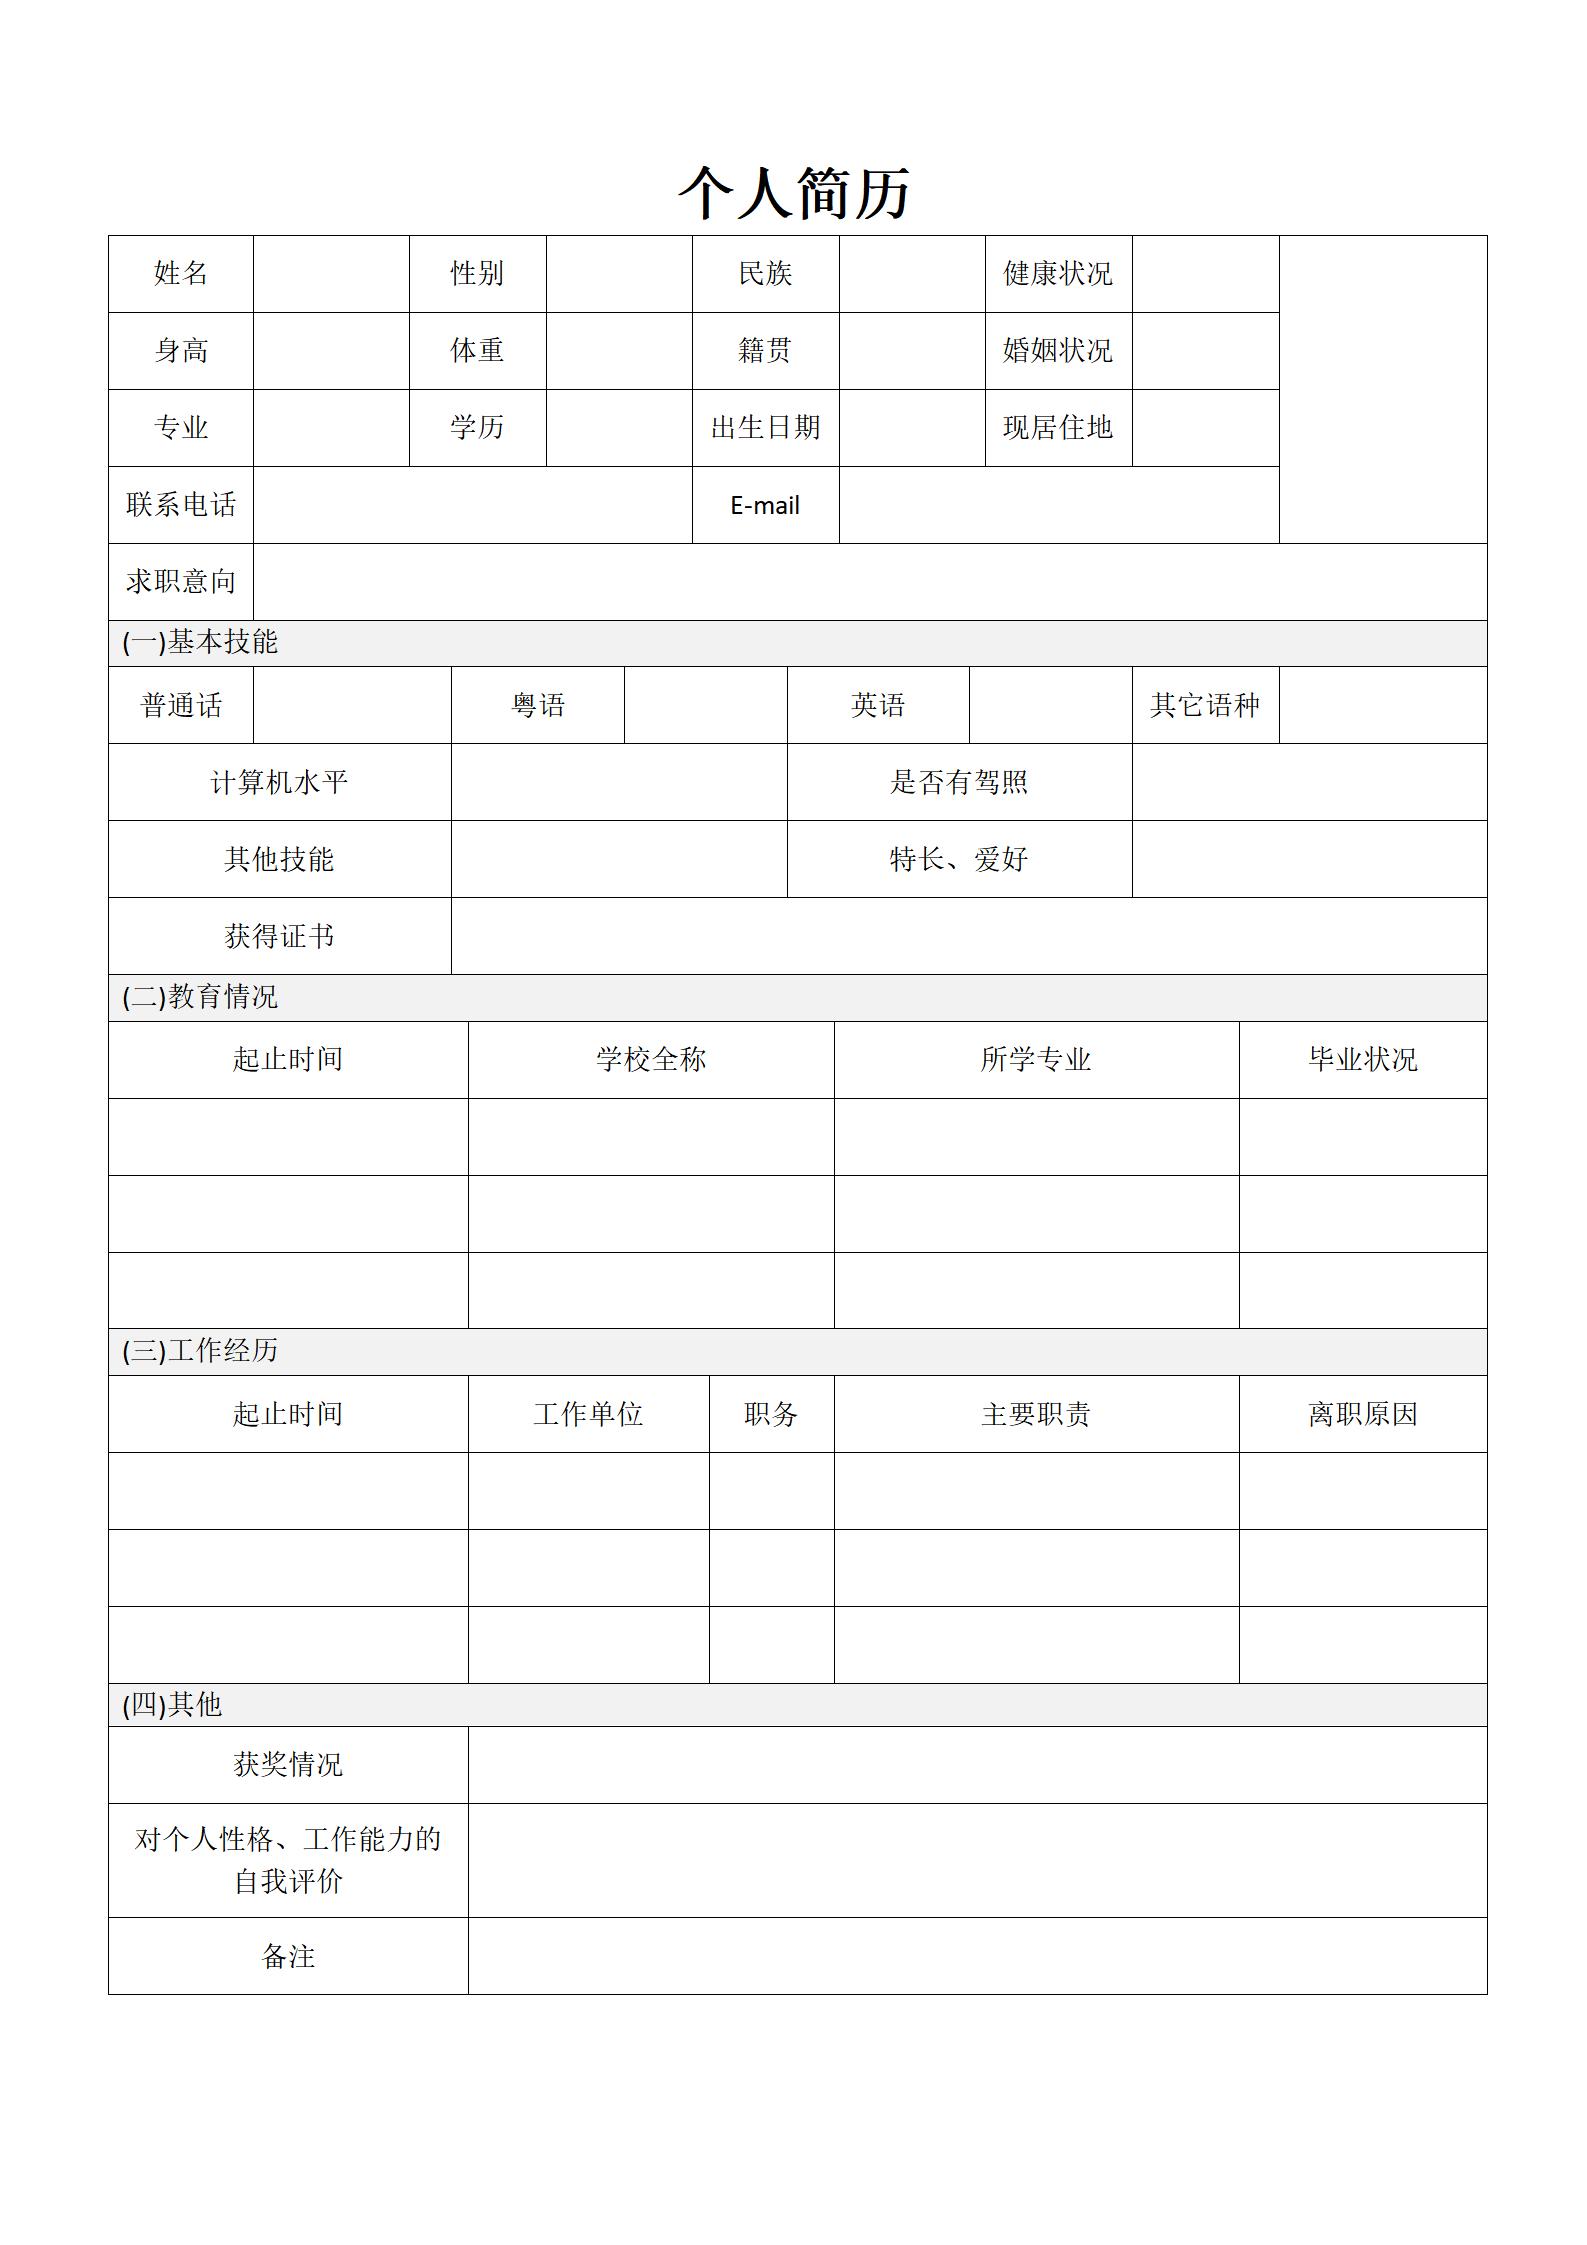 个人简历
姓名 性别 民族 健康状况
身高 体重 籍贯 婚姻状况
专业 学历 出生日期 现居住地
联系电话 E-mail
求职意向
(一)基本技能
普通话 粤语 英语 其它语种
计算机水平 是否有驾照
其他技能 特长、爱好
获得证书
(二)教育情况
起止时间 学校全称 所学专业 毕业状况
(三)工作经历
起止时间 工作单位 职务 主要职责 离职原因
(四)其他
获奖情况
对个人性格、工作能力的
自我评价
备注